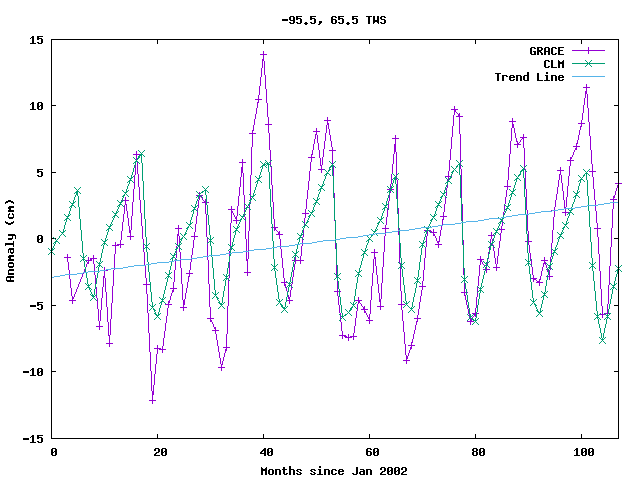 -95.5, 65.5 TWS
GRACE
CLM
Trend Line
Anomaly (cm)
15
10
5
0
-5
-10
-15
0 20 40 60 80 100
Months since Jan 2002